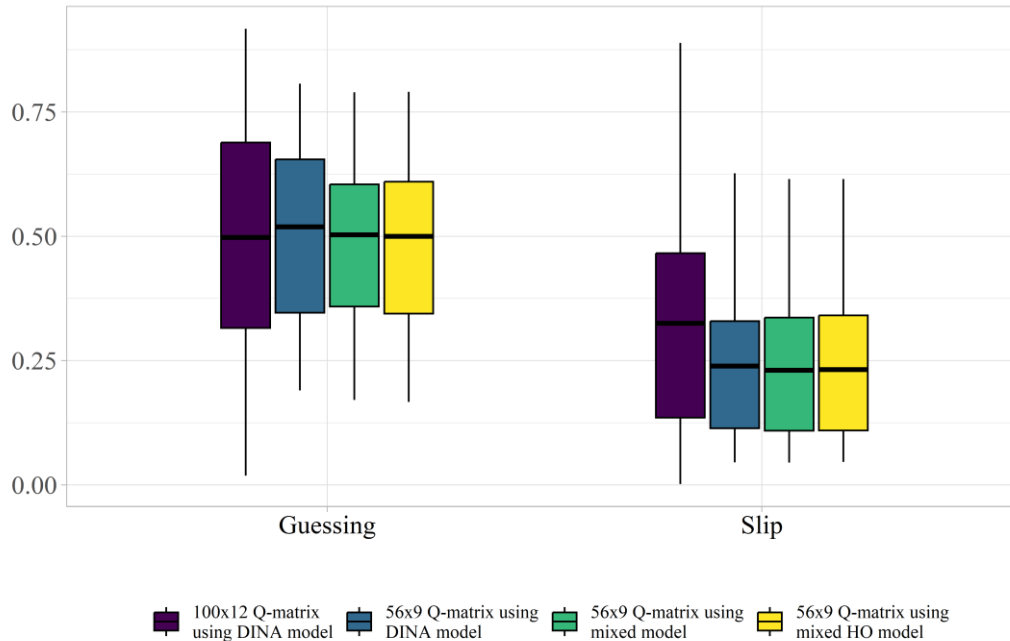 0.75
0.50
0.25
0.00
Guessing
Slip
100x12 Q-matrix
using DINA model
56x9 Q-matrix using
DINA model
56x9 Q-matrix using
mixed model
56x9 Q-matrix using
mixed HO model